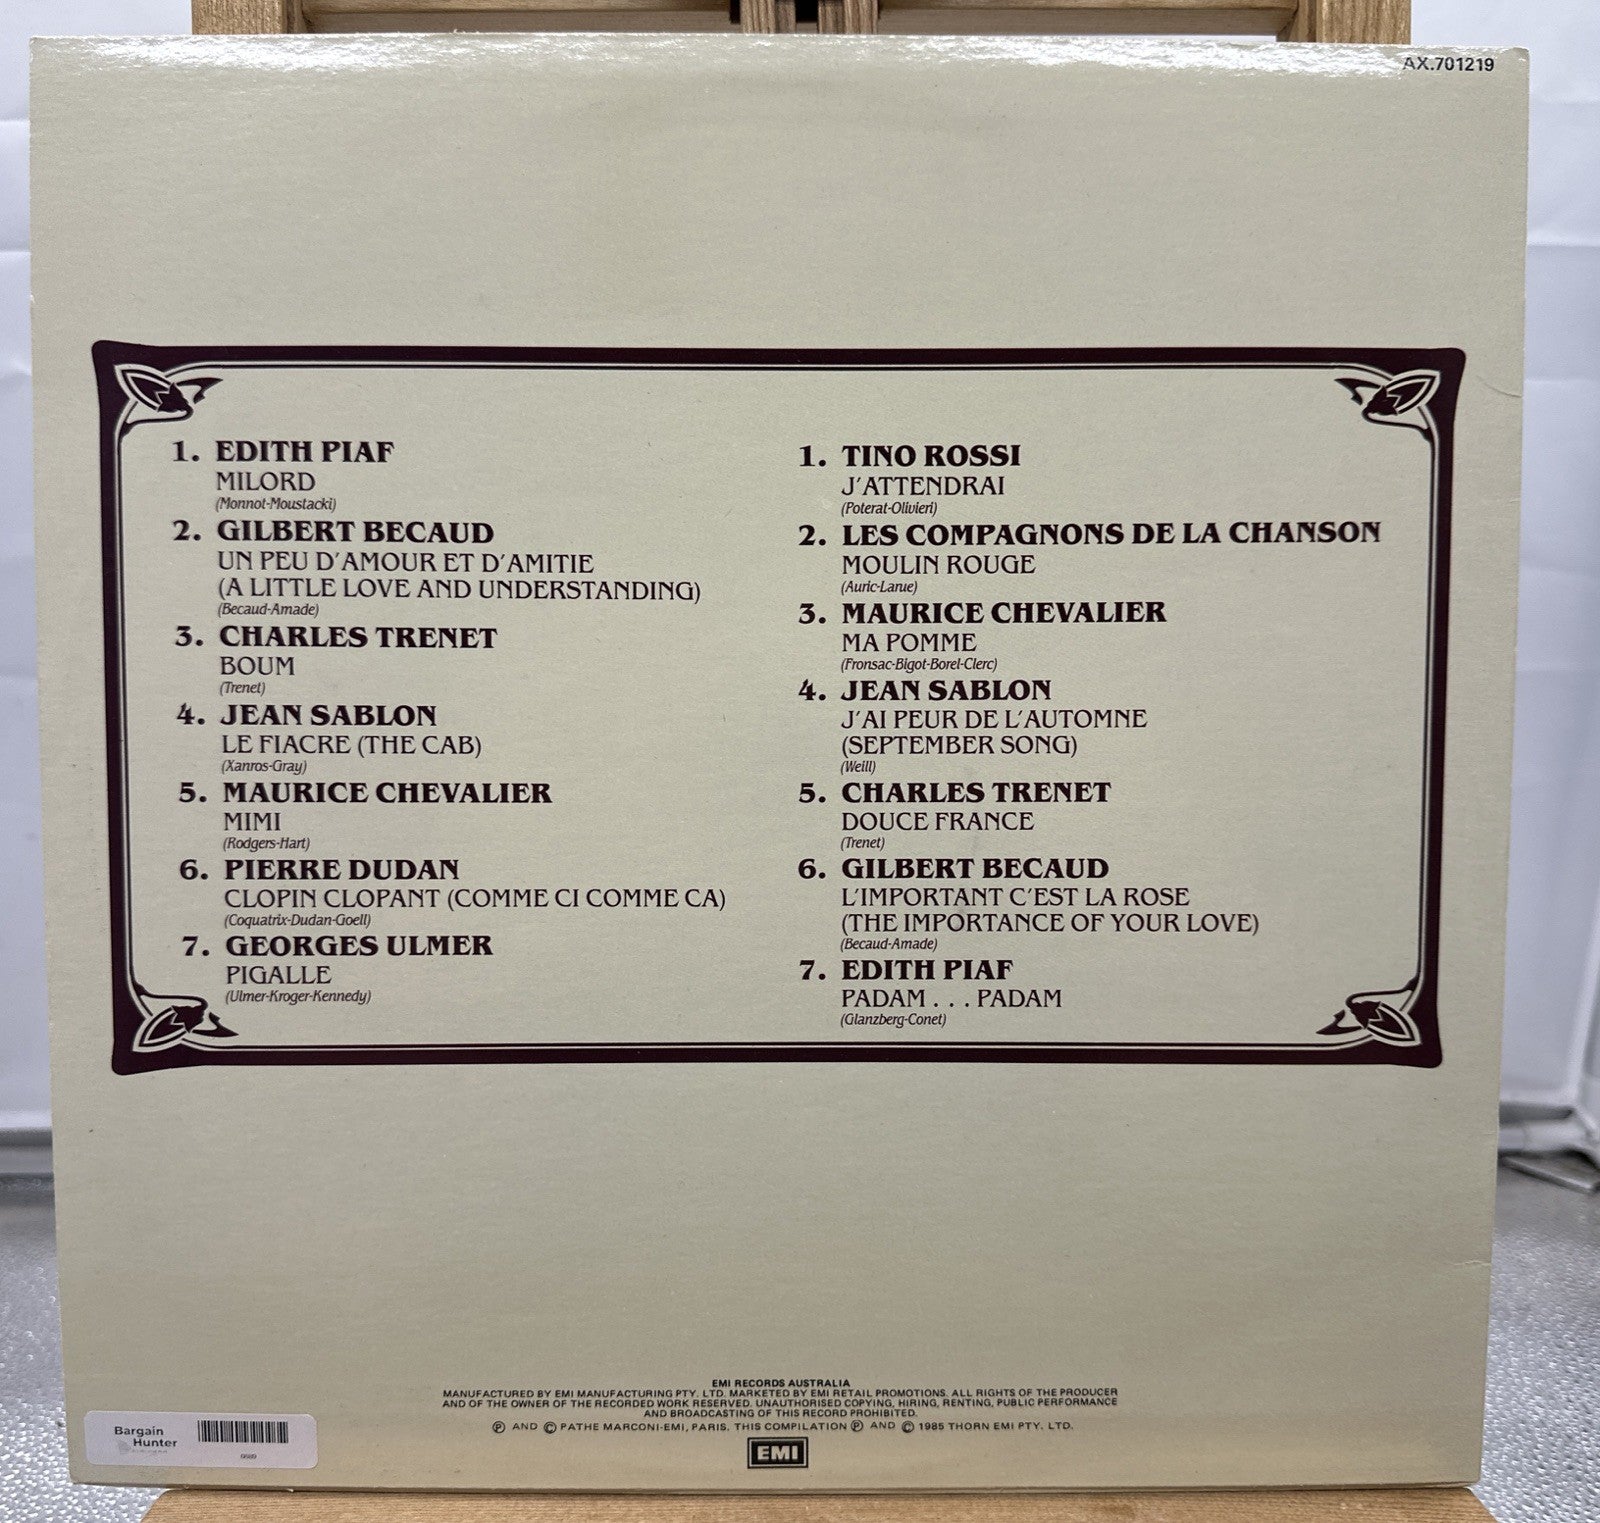 AX.701219
1. EDITH PIAF
MILORD
(Monnot-Moustacki)
2. GILBERT BECAUD
UN PEU D'AMOUR ET D'AMITIE
(A LITTLE LOVE AND UNDERSTANDING)
(Becaud-Amade)
3. CHARLES TRENET
BOUM
(Trenet)
4. JEAN SABLON
LE FIACRE (THE CAB)
(Xanros-Gray)
5. MAURICE CHEVALIER
MIMI
(Rodgers-Hart)
6. PIERRE DUDAN
CLOPIN CLOPANT (COMME CI COMME CA)
(Coquatrix-Dudan-Goell)
7. GEORGES ULMER
PIGALLE
(Ulmer-Kroger-Kennedy)
1. TINO ROSSI
J'ATTENDRAI
(Poterat-Olivieri)
2. LES COMPAGNONS DE LA CHANSON
MOULIN ROUGE
(Auric-Larue)
3. MAURICE CHEVALIER
MA POMME
(Fronsac-Bigot-Borel-Clerc)
4. JEAN SABLON
J'AI PEUR DE L'AUTOMNE
(SEPTEMBER SONG)
(Weill)
5. CHARLES TRENET
DOUCE FRANCE
(Trenet)
6. GILBERT BECAUD
L'IMPORTANT C'EST LA ROSE
(THE IMPORTANCE OF YOUR LOVE)
(Becaud-Amade)
7. EDITH PIAF
PADAM . . . PADAM
(Glanzberg-Conet)
EMI RECORDS AUSTRALIA
MANUFACTURED BY EMI MANUFACTURING PTY. LTD. MARKETED BY EMI RETAIL PROMOTIONS. ALL RIGHTS OF THE PRODUCER
AND OF THE OWNER OF THE RECORDED WORK RESERVED. UNAUTHORISED COPYING, HIRING, RENTING, PUBLIC PERFORMANCE
AND BROADCASTING OF THIS RECORD PROHIBITED.
℗ AND © PATHE MARCONI-EMI, PARIS. THIS COMPILATION ℗ AND © 1985 THORN EMI PTY. LTD.
EMI
Bargain
Hunter